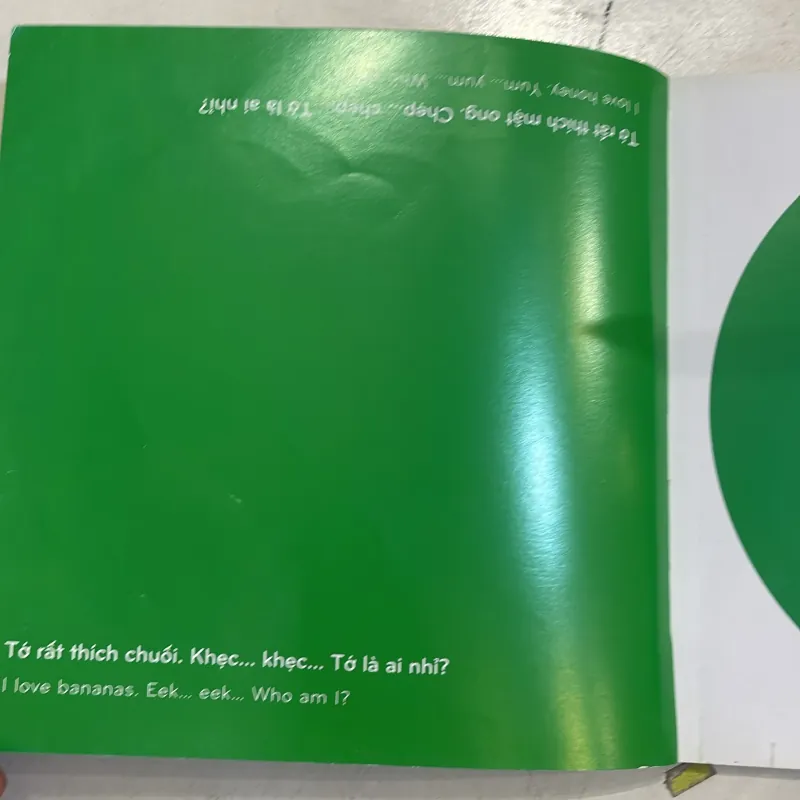 I love honey. Yum... yum...
Tớ rất thích mật ong. Chẹp... chẹp... Tớ là ai nhỉ?
Tớ rất thích chuối. Khẹc... khẹc... Tớ là ai nhỉ?
I love bananas. Eek... eek... Who am I?